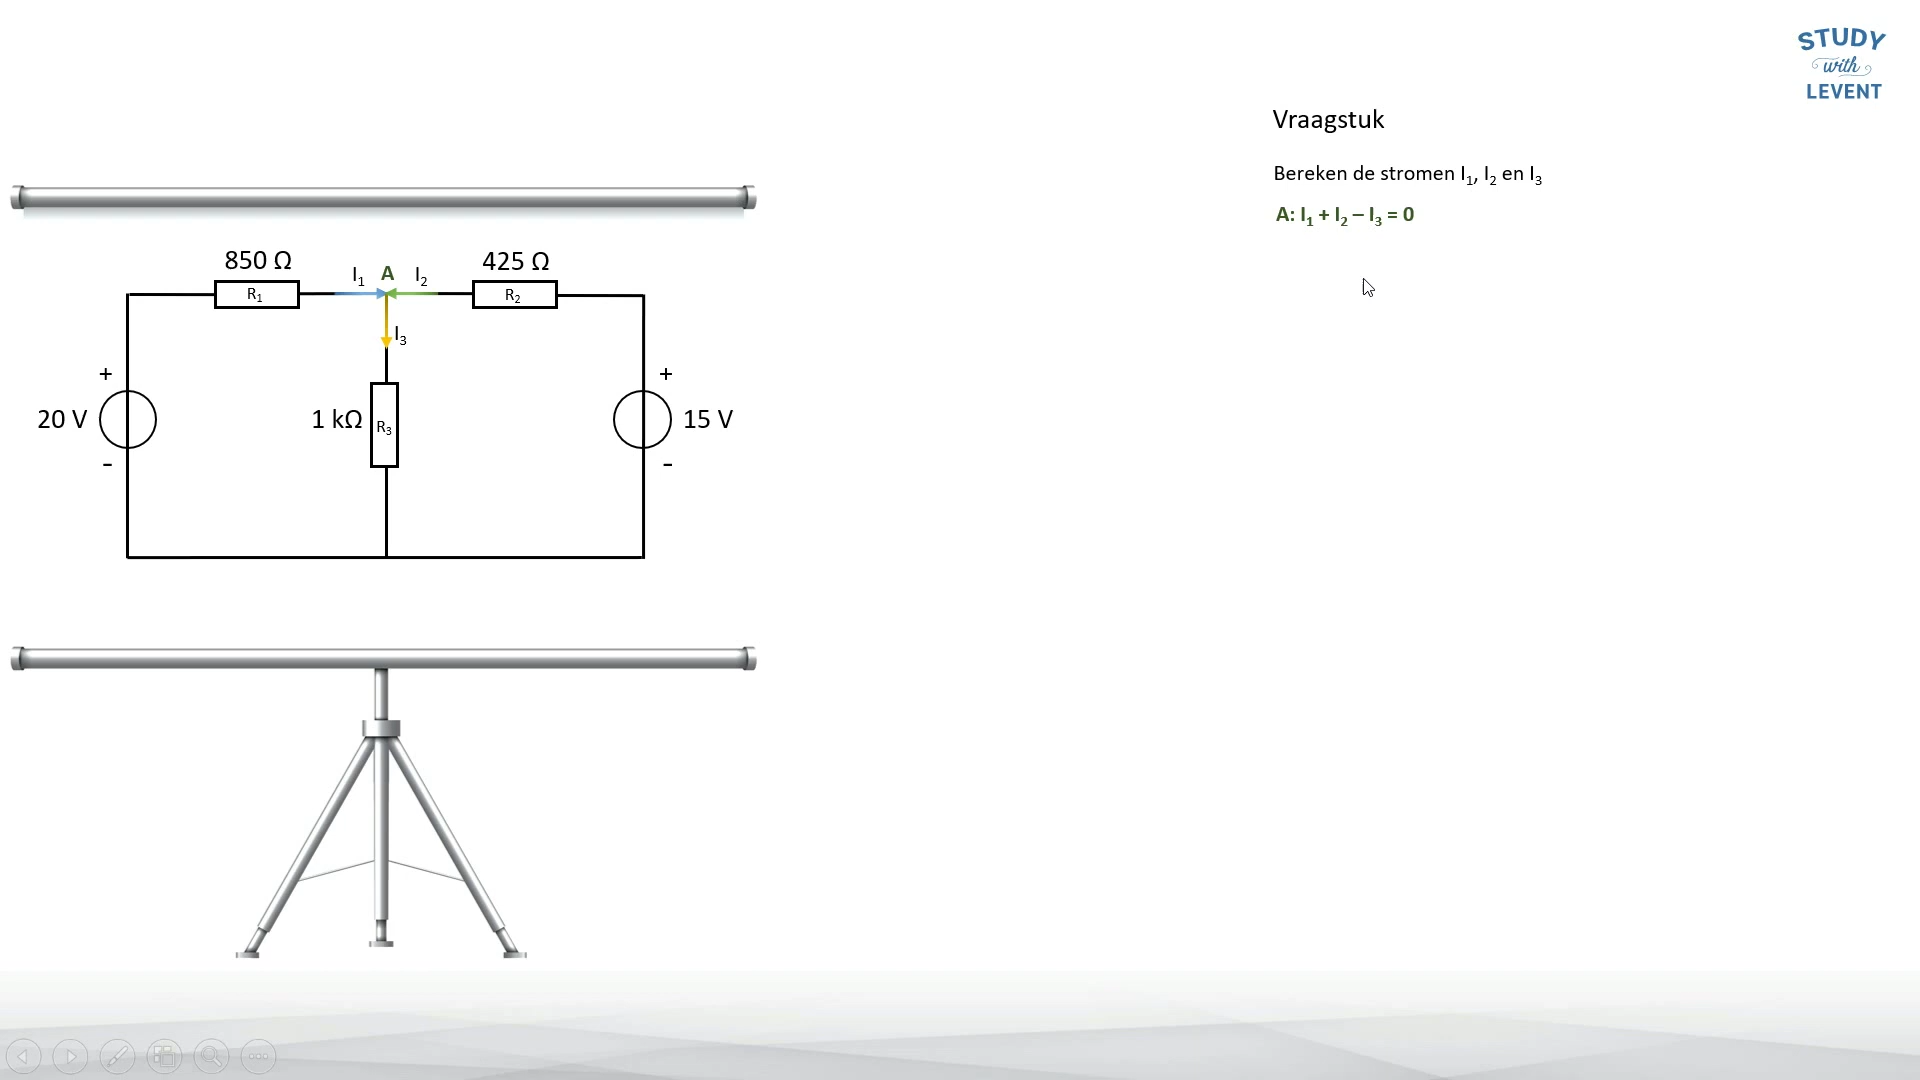 STUDY
with
LEVENT
Vraagstuk
Bereken de stromen I₁, I₂ en I₃
A: I₁ + I₂ – I₃ = 0
850 Ω
I₁
A
I₂
425 Ω
R₁
R₂
I₃
+
+
20 V
1 kΩ
R₃
15 V
-
-